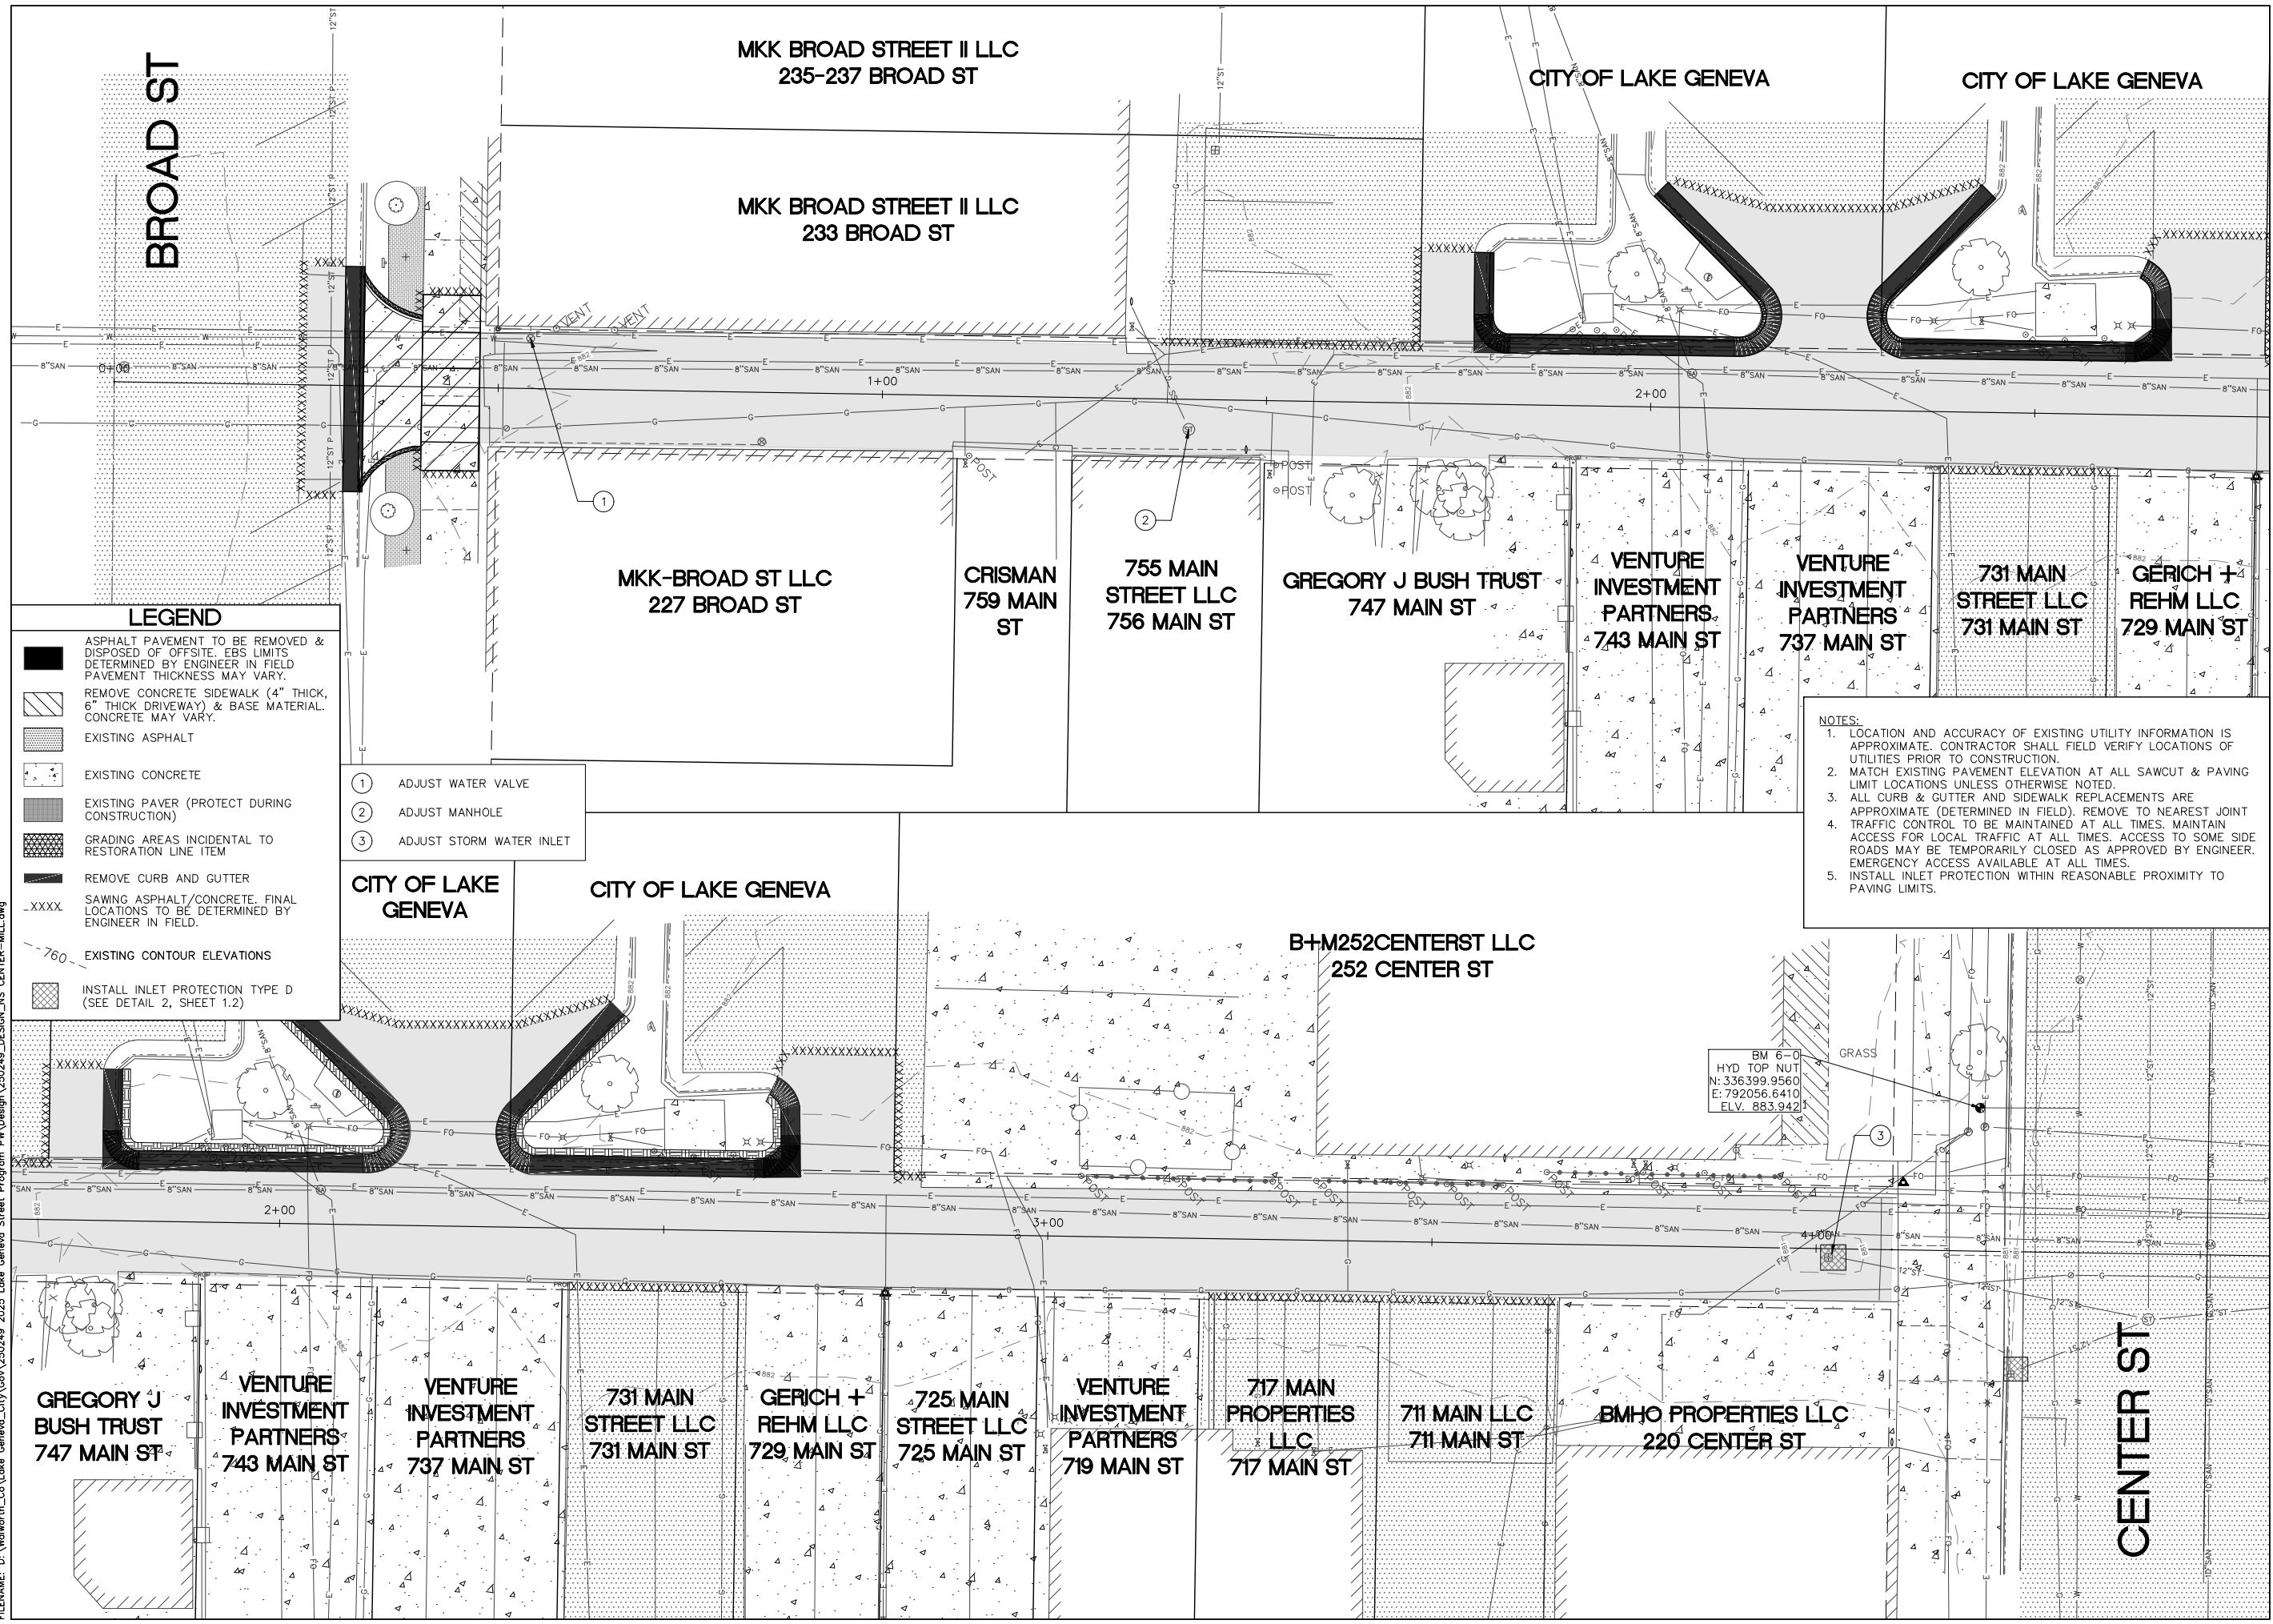 BROAD ST
MKK BROAD STREET II LLC
235-237 BROAD ST
MKK BROAD STREET II LLC
233 BROAD ST
CITY OF LAKE GENEVA
CITY OF LAKE GENEVA
12"ST
8"SAN
882
VENT
VENT
0+00
1+00
2+00
POST
POST
POST
1
2
MKK-BROAD ST LLC
227 BROAD ST
CRISMAN
759 MAIN
ST
755 MAIN
STREET LLC
756 MAIN ST
GREGORY J BUSH TRUST
747 MAIN ST
VENTURE
INVESTMENT
PARTNERS
743 MAIN ST
VENTURE
INVESTMENT
PARTNERS
737 MAIN ST
731 MAIN
STREET LLC
731 MAIN ST
GERICH +
REHM LLC
729 MAIN ST
LEGEND
ASPHALT PAVEMENT TO BE REMOVED &
DISPOSED OF OFFSITE. EBS LIMITS
DETERMINED BY ENGINEER IN FIELD
PAVEMENT THICKNESS MAY VARY.
REMOVE CONCRETE SIDEWALK (4" THICK,
6" THICK DRIVEWAY) & BASE MATERIAL.
CONCRETE MAY VARY.
EXISTING ASPHALT
EXISTING CONCRETE
EXISTING PAVER (PROTECT DURING
CONSTRUCTION)
GRADING AREAS INCIDENTAL TO
RESTORATION LINE ITEM
REMOVE CURB AND GUTTER
XXXX
SAWING ASPHALT/CONCRETE. FINAL
LOCATIONS TO BE DETERMINED BY
ENGINEER IN FIELD.
760
EXISTING CONTOUR ELEVATIONS
INSTALL INLET PROTECTION TYPE D
(SEE DETAIL 2, SHEET 1.2)
1 ADJUST WATER VALVE
2 ADJUST MANHOLE
3 ADJUST STORM WATER INLET
NOTES:
1. LOCATION AND ACCURACY OF EXISTING UTILITY INFORMATION IS
APPROXIMATE. CONTRACTOR SHALL FIELD VERIFY LOCATIONS OF
UTILITIES PRIOR TO CONSTRUCTION.
2. MATCH EXISTING PAVEMENT ELEVATION AT ALL SAWCUT & PAVING
LIMIT LOCATIONS UNLESS OTHERWISE NOTED.
3. ALL CURB & GUTTER AND SIDEWALK REPLACEMENTS ARE
APPROXIMATE (DETERMINED IN FIELD). REMOVE TO NEAREST JOINT
4. TRAFFIC CONTROL TO BE MAINTAINED AT ALL TIMES. MAINTAIN
ACCESS FOR LOCAL TRAFFIC AT ALL TIMES. ACCESS TO SOME SIDE
ROADS MAY BE TEMPORARILY CLOSED AS APPROVED BY ENGINEER.
EMERGENCY ACCESS AVAILABLE AT ALL TIMES.
5. INSTALL INLET PROTECTION WITHIN REASONABLE PROXIMITY TO
PAVING LIMITS.
CITY OF LAKE
GENEVA
CITY OF LAKE GENEVA
B+M252CENTERST LLC
252 CENTER ST
BM 6-0
HYD TOP NUT
N: 336399.9560
E: 792056.6410
ELV. 883.942
GRASS
3
2+00
3+00
4+00
GREGORY J
BUSH TRUST
747 MAIN ST
VENTURE
INVESTMENT
PARTNERS
743 MAIN ST
VENTURE
INVESTMENT
PARTNERS
737 MAIN ST
731 MAIN
STREET LLC
731 MAIN ST
GERICH +
REHM LLC
729 MAIN ST
725 MAIN
STREET LLC
725 MAIN ST
VENTURE
INVESTMENT
PARTNERS
719 MAIN ST
717 MAIN
PROPERTIES
LLC
717 MAIN ST
711 MAIN LLC
711 MAIN ST
BMHO PROPERTIES LLC
220 CENTER ST
CENTER ST